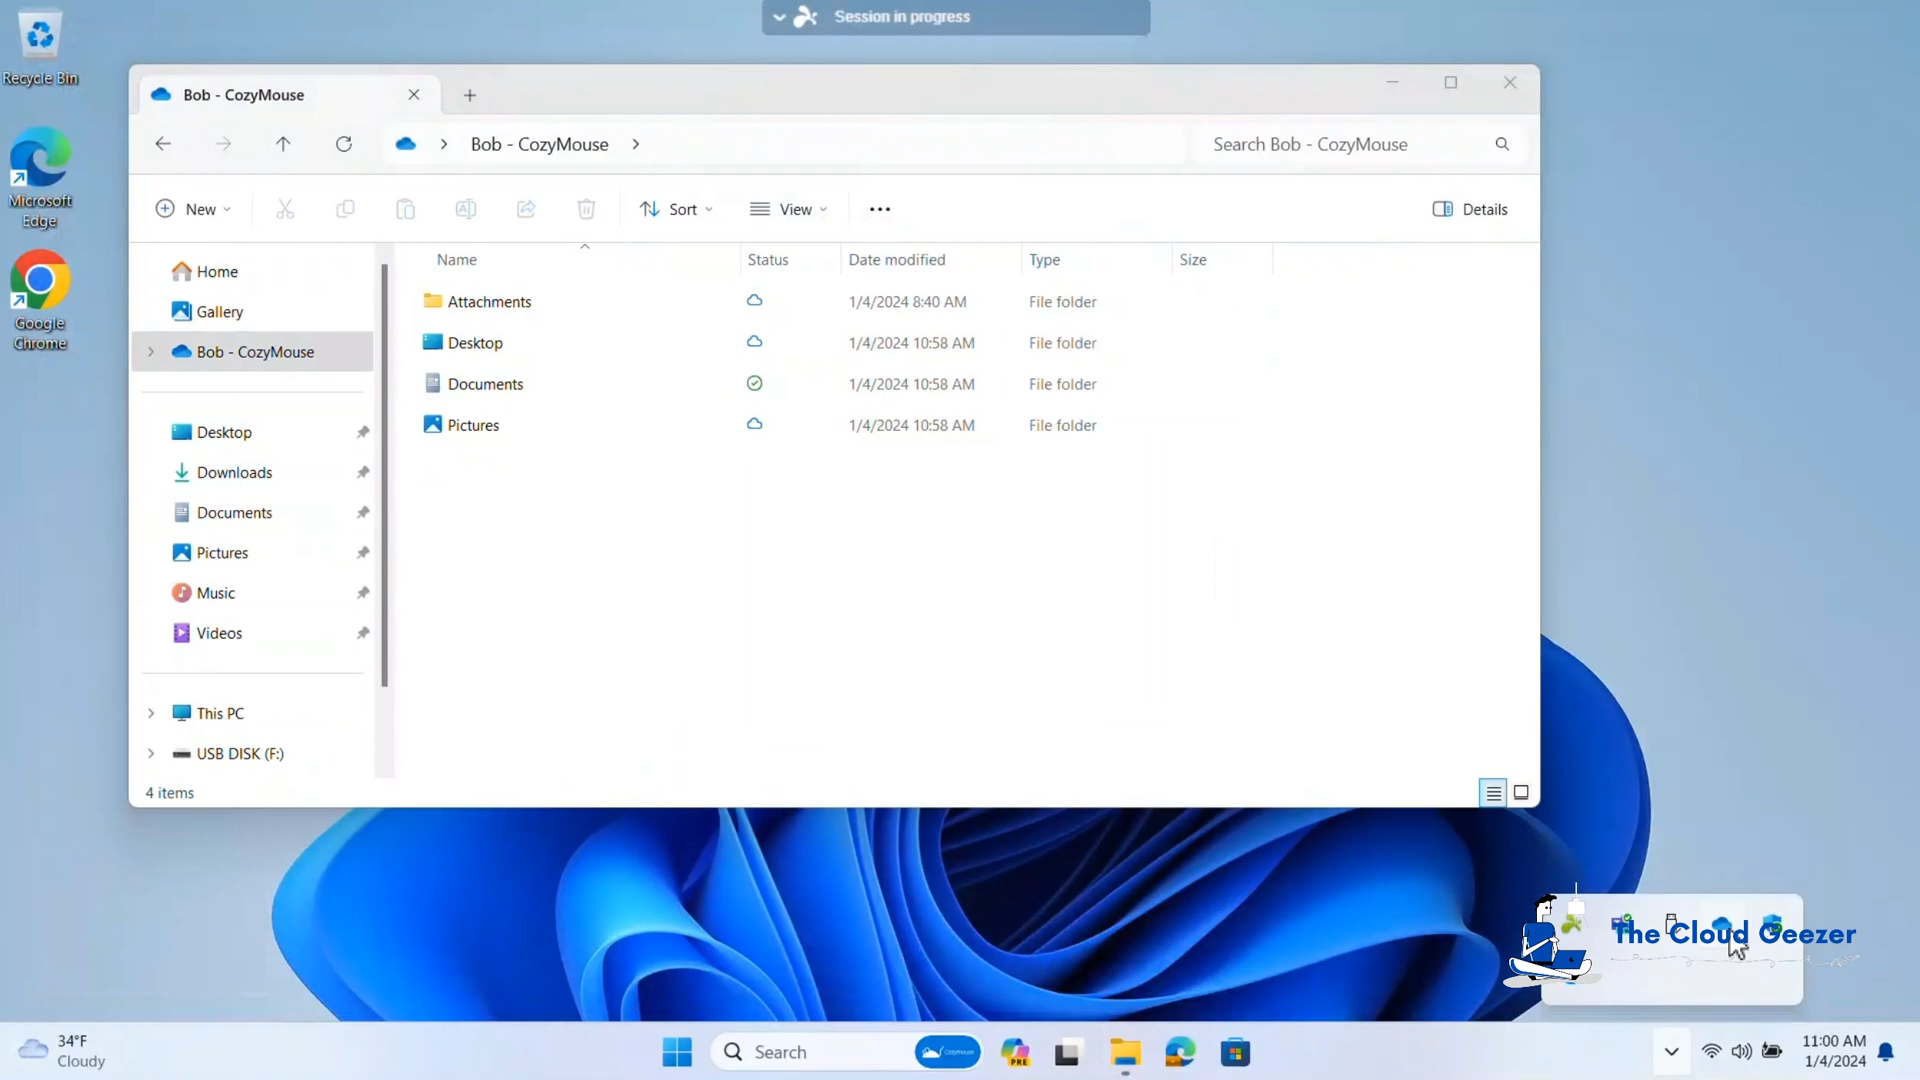 Session in progress
Recycle Bin
Microsoft
Edge
Google
Chrome
Bob - CozyMouse
Bob - CozyMouse
Search Bob - CozyMouse
New
Sort
View
Details
Name
Status
Date modified
Type
Size
Attachments
1/4/2024 8:40 AM
File folder
Desktop
1/4/2024 10:58 AM
File folder
Documents
1/4/2024 10:58 AM
File folder
Pictures
1/4/2024 10:58 AM
File folder
Home
Gallery
Bob - CozyMouse
Desktop
Downloads
Documents
Pictures
Music
Videos
This PC
USB DISK (F:)
4 items
The Cloud Geezer
34°F
Cloudy
Search
CozyMouse
PRE
11:00 AM
1/4/2024